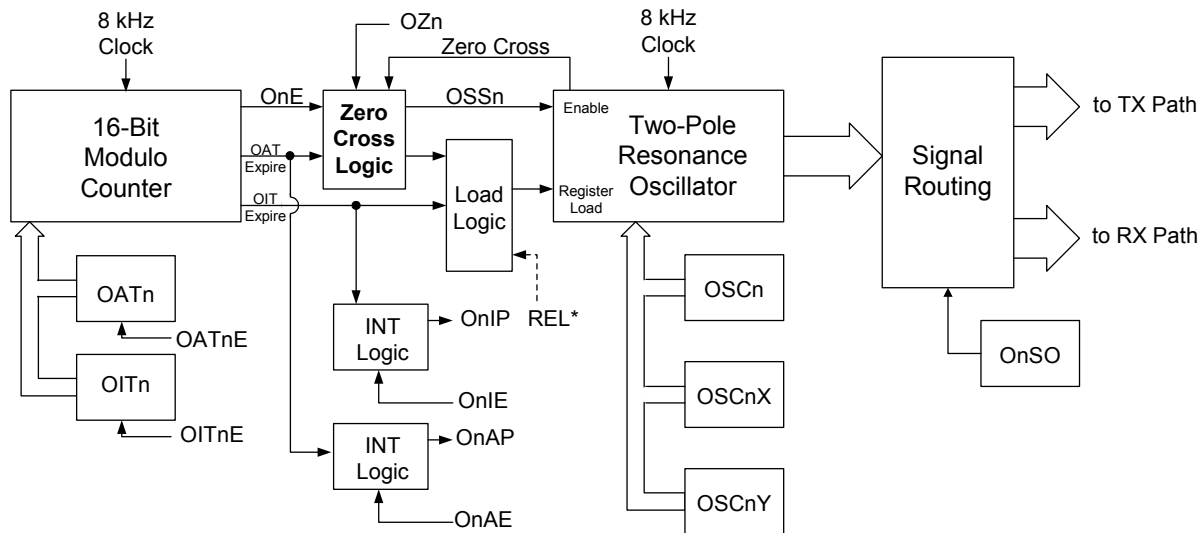 8 kHz
Clock
OZn
8 kHz
Clock
Zero Cross
OnE
OSSn
to TX Path
16-Bit
Modulo
Counter
Zero
Cross
Logic
Enable
Two-Pole
Resonance
Oscillator
Signal
Routing
OAT
Expire
OIT
Expire
Load
Logic
Register
Load
to RX Path
OATn
OATnE
OSCn
INT
Logic
OnIP
REL*
OnSO
OITn
OITnE
OnIE
OSCnX
INT
Logic
OnAP
OnAE
OSCnY